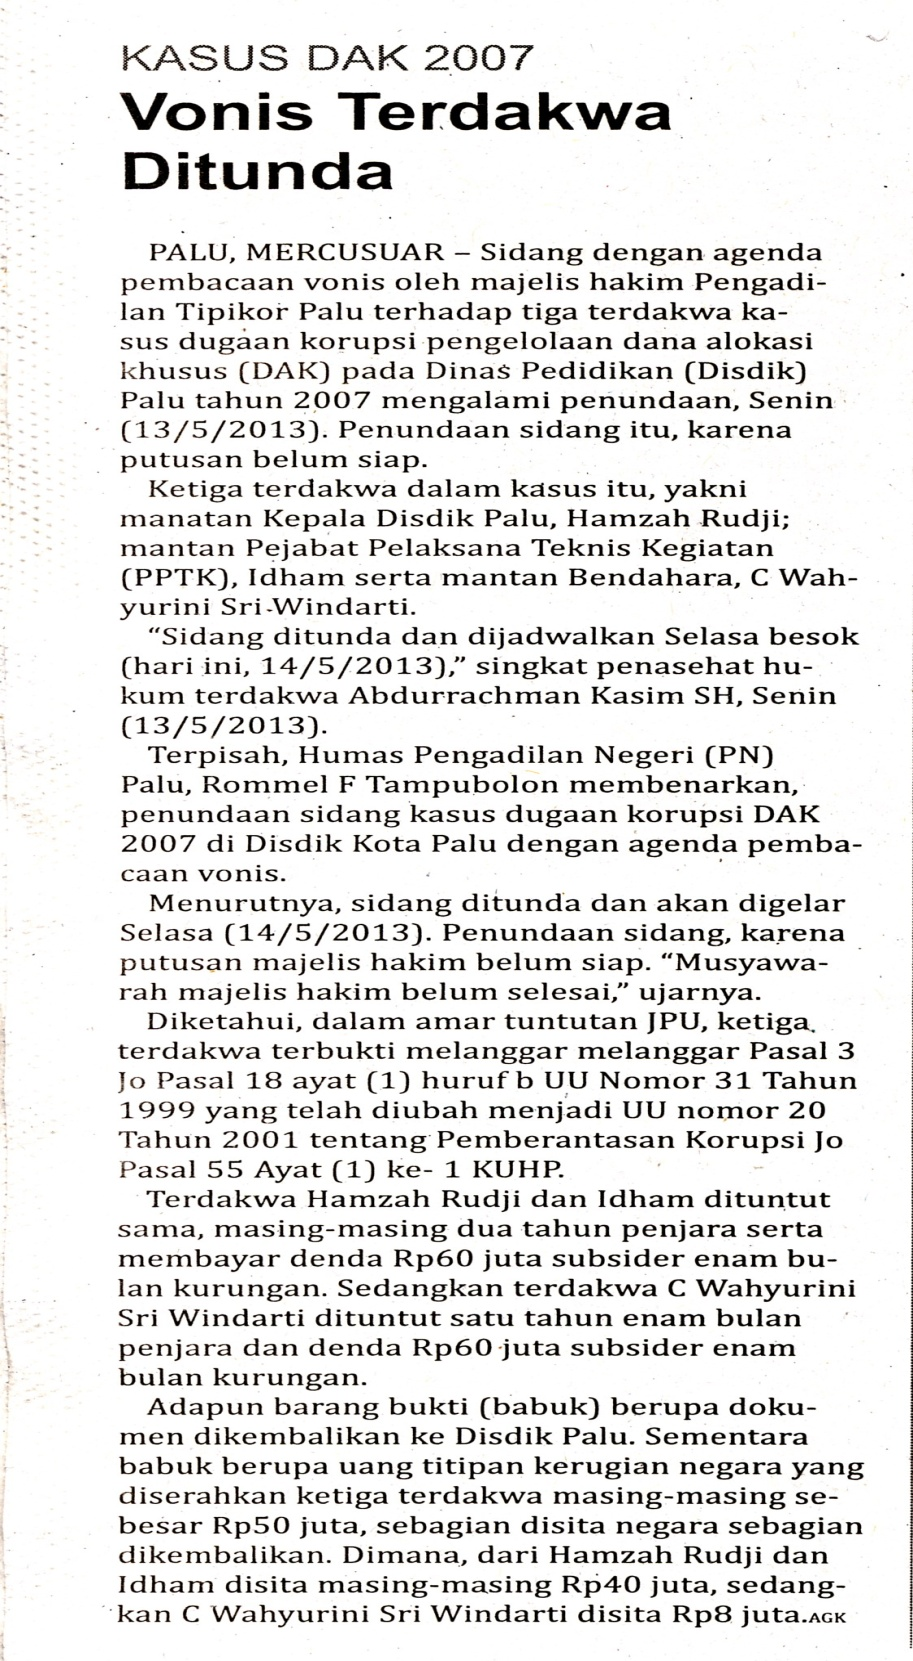 KASUS DAK 2007
Vonis Terdakwa
Ditunda
PALU, MERCUSUAR – Sidang dengan agenda
pembacaan vonis oleh majelis hakim Pengadi-
lan Tipikor Palu terhadap tiga terdakwa ka-
sus dugaan korupsi pengelolaan dana alokasi
khusus (DAK) pada Dinas Pedidikan (Disdik)
Palu tahun 2007 mengalami penundaan, Senin
(13/5/2013). Penundaan sidang itu, karena
putusan belum siap.
Ketiga terdakwa dalam kasus itu, yakni
manatan Kepala Disdik Palu, Hamzah Rudji;
mantan Pejabat Pelaksana Teknis Kegiatan
(PPTK), Idham serta mantan Bendahara, C Wah-
yurini Sri Windarti.
“Sidang ditunda dan dijadwalkan Selasa besok
(hari ini, 14/5/2013),” singkat penasehat hu-
kum terdakwa Abdurrachman Kasim SH, Senin
(13/5/2013).
Terpisah, Humas Pengadilan Negeri (PN)
Palu, Rommel F Tampubolon membenarkan,
penundaan sidang kasus dugaan korupsi DAK
2007 di Disdik Kota Palu dengan agenda pemba-
caan vonis.
Menurutnya, sidang ditunda dan akan digelar
Selasa (14/5/2013). Penundaan sidang, karena
putusan majelis hakim belum siap. “Musyawa-
rah majelis hakim belum selesai,” ujarnya.
Diketahui, dalam amar tuntutan JPU, ketiga
terdakwa terbukti melanggar melanggar Pasal 3
Jo Pasal 18 ayat (1) huruf b UU Nomor 31 Tahun
1999 yang telah diubah menjadi UU nomor 20
Tahun 2001 tentang Pemberantasan Korupsi Jo
Pasal 55 Ayat (1) ke- 1 KUHP.
Terdakwa Hamzah Rudji dan Idham dituntut
sama, masing-masing dua tahun penjara serta
membayar denda Rp60 juta subsider enam bu-
lan kurungan. Sedangkan terdakwa C Wahyurini
Sri Windarti dituntut satu tahun enam bulan
penjara dan denda Rp60 juta subsider enam
bulan kurungan.
Adapun barang bukti (babuk) berupa doku-
men dikembalikan ke Disdik Palu. Sementara
babuk berupa uang titipan kerugian negara yang
diserahkan ketiga terdakwa masing-masing se-
besar Rp50 juta, sebagian disita negara sebagian
dikembalikan. Dimana, dari Hamzah Rudji dan
Idham disita masing-masing Rp40 juta, sedang-
kan C Wahyurini Sri Windarti disita Rp8 juta.AGK